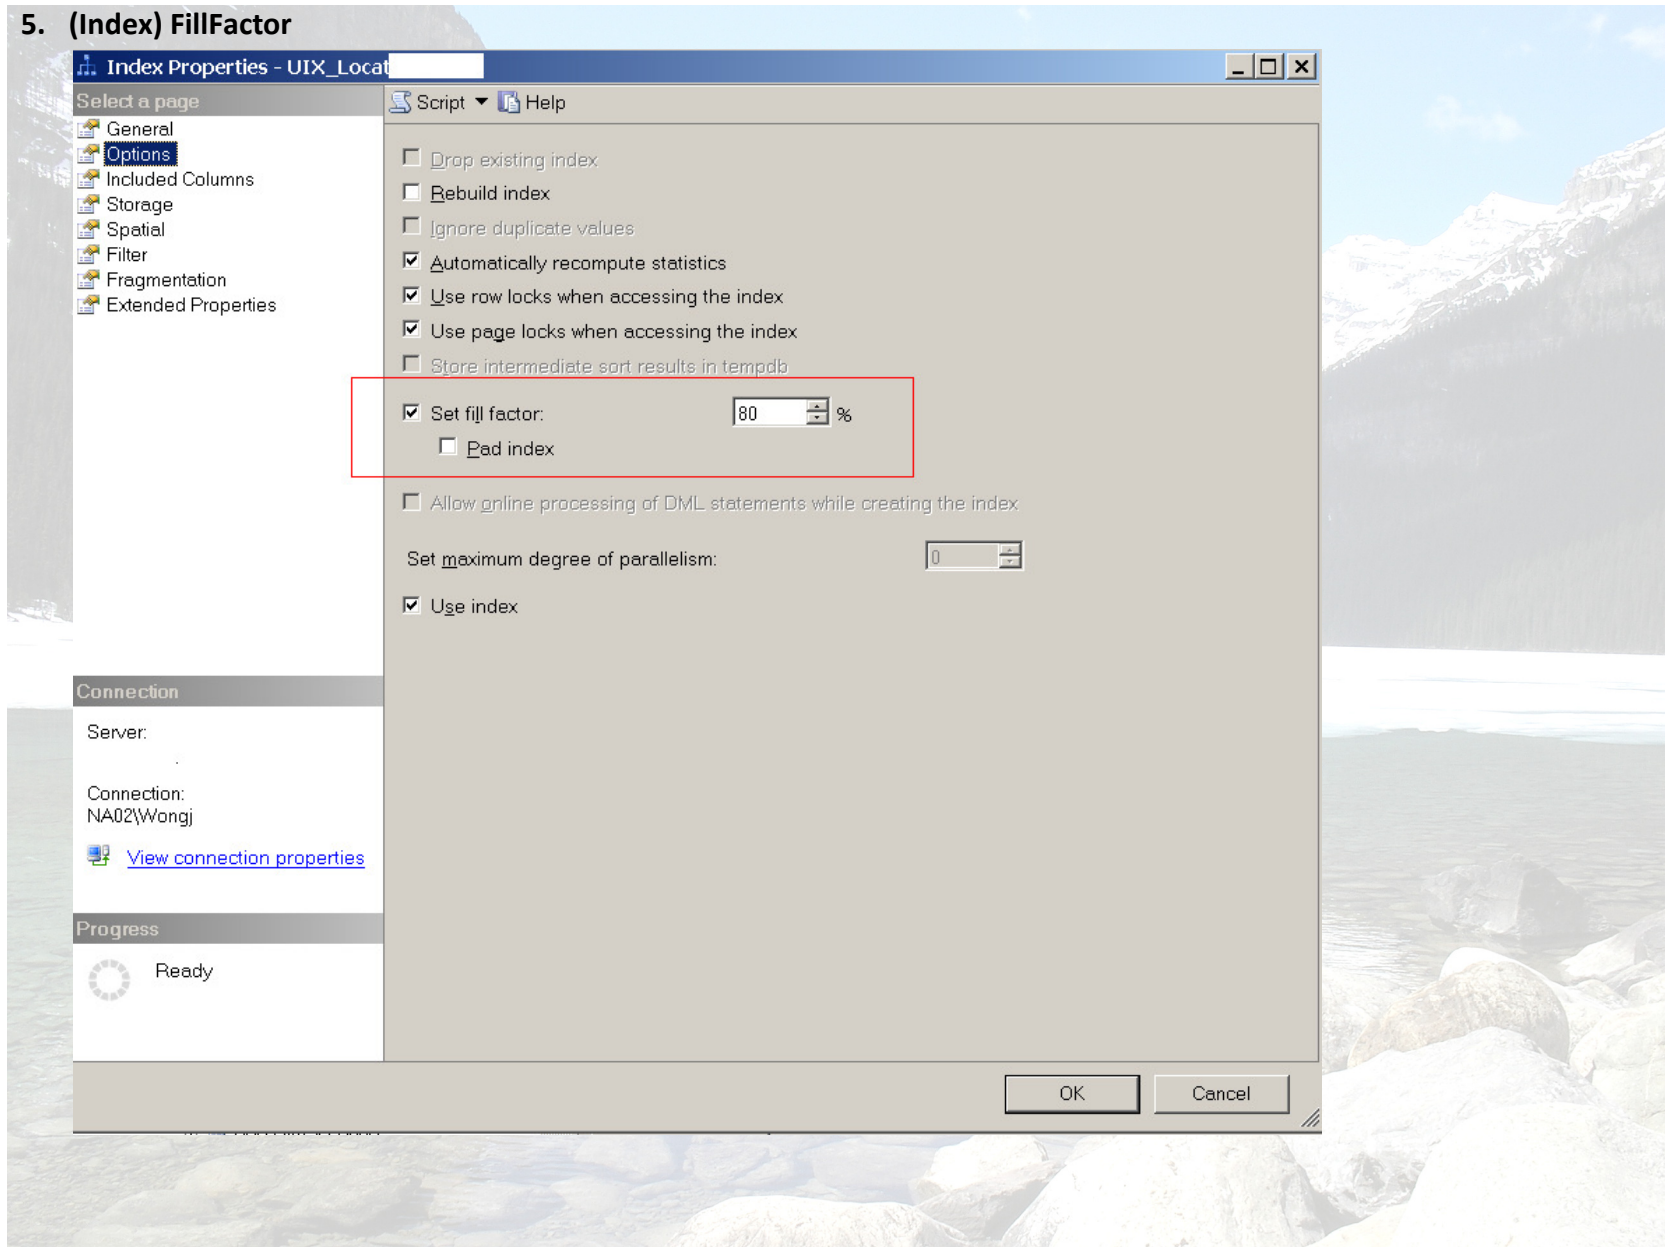 5. (Index) FillFactor
Index Properties - UIX_Locat
Select a page
Script Help
General
Options
Included Columns
Storage
Spatial
Filter
Fragmentation
Extended Properties
Drop existing index
Rebuild index
Ignore duplicate values
Automatically recompute statistics
Use row locks when accessing the index
Use page locks when accessing the index
Store intermediate sort results in tempdb
Set fill factor: 80 %
Pad index
Allow online processing of DML statements while creating the index
Set maximum degree of parallelism: 0
Use index
Connection
Server:
Connection:
NA02\Wongj
View connection properties
Progress
Ready
OK Cancel